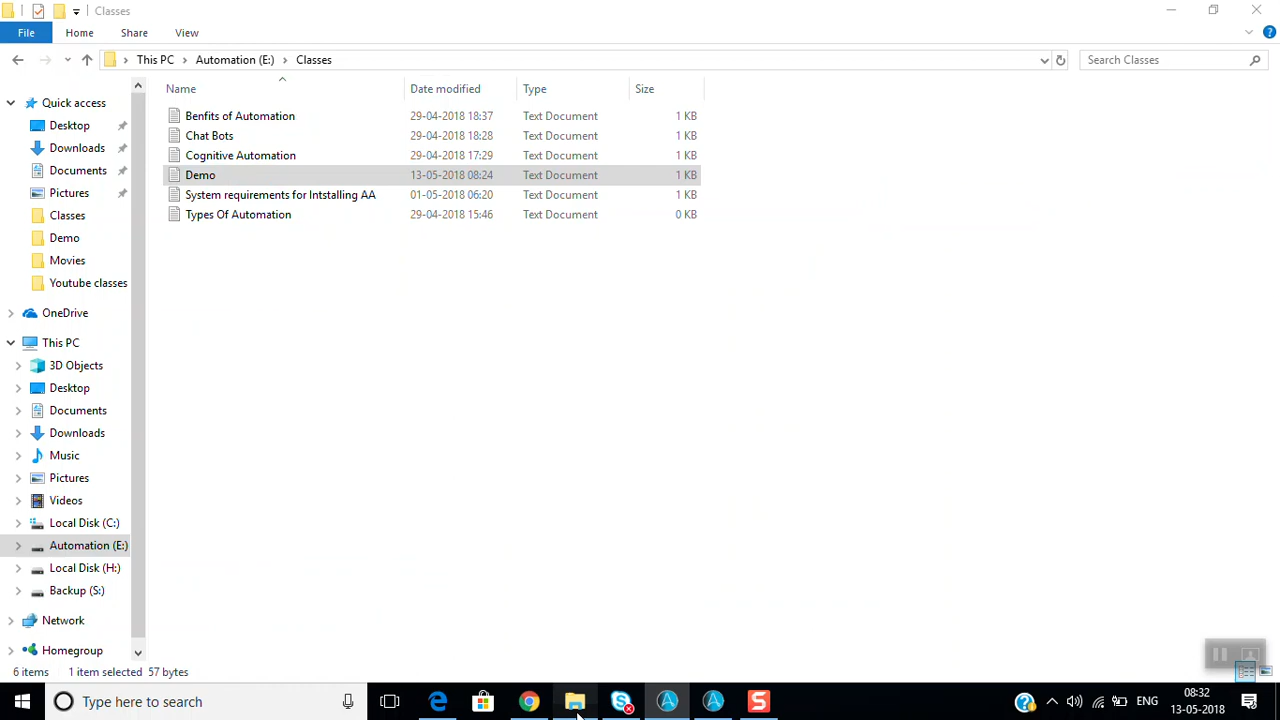 Classes
File Home Share View
This PC Automation (E:) Classes Search Classes
Name Date modified Type Size
Benfits of Automation 29-04-2018 18:37 Text Document 1 KB
Chat Bots 29-04-2018 18:28 Text Document 1 KB
Cognitive Automation 29-04-2018 17:29 Text Document 1 KB
Demo 13-05-2018 08:24 Text Document 1 KB
System requirements for Intstalling AA 01-05-2018 06:20 Text Document 1 KB
Types Of Automation 29-04-2018 15:46 Text Document 0 KB
Quick access
Desktop
Downloads
Documents
Pictures
Classes
Demo
Movies
Youtube classes
OneDrive
This PC
3D Objects
Desktop
Documents
Downloads
Music
Pictures
Videos
Local Disk (C:)
Automation (E:)
Local Disk (H:)
Backup (S:)
Network
Homegroup
6 items 1 item selected 57 bytes
Type here to search
ENG
08:32
13-05-2018